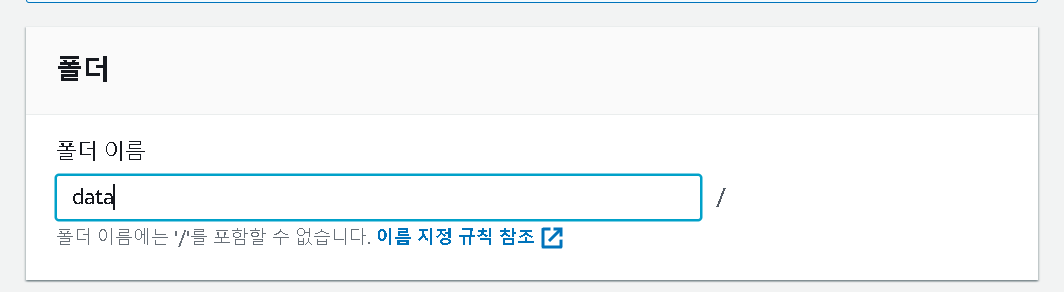 폴더
폴더 이름
data /
폴더 이름에는 '/'를 포함할 수 없습니다. 이름 지정 규칙 참조